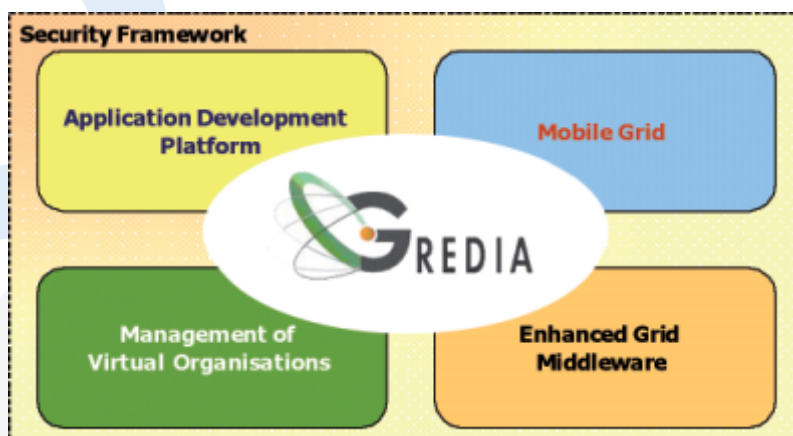 Security Framework
Application Development
Platform
Mobile Grid
GREDIA
Management of
Virtual Organisations
Enhanced Grid
Middleware